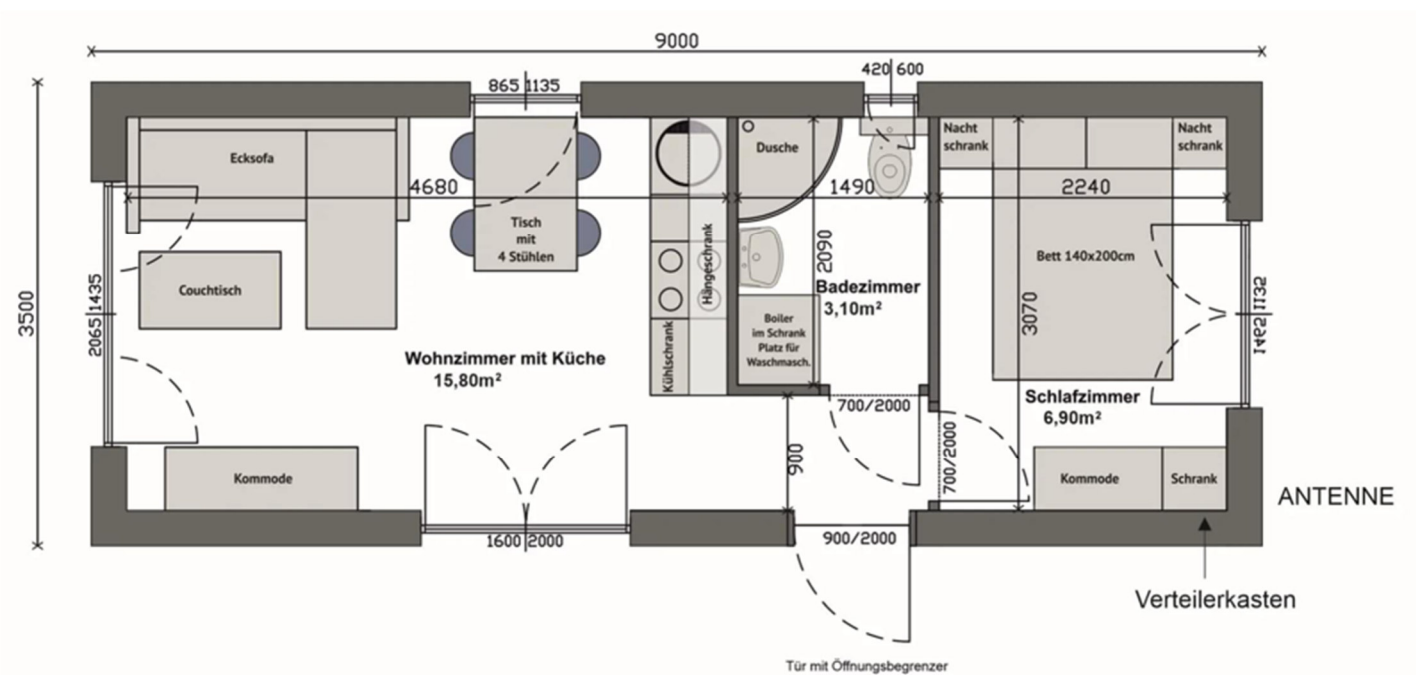 9000
865 1135
420 600
3500
Ecksofa
4680
Tisch
mit
4 Stühlen
Couchtisch
2065 1435
Hängeschrank
Kühlschrank
Dusche
1490
2090
Badezimmer
3,10m²
Boiler
im Schrank
Platz für
Waschmasch.
Nacht
schrank
Nacht
schrank
2240
Bett 140x200cm
3070
1465 1135
Wohnzimmer mit Küche
15,80m²
Schlafzimmer
6,90m²
700/2000
700/2000
900
Kommode
Kommode
Schrank
ANTENNE
1600 2000
900/2000
Verteilerkasten
Tür mit Öffnungsbegrenzer